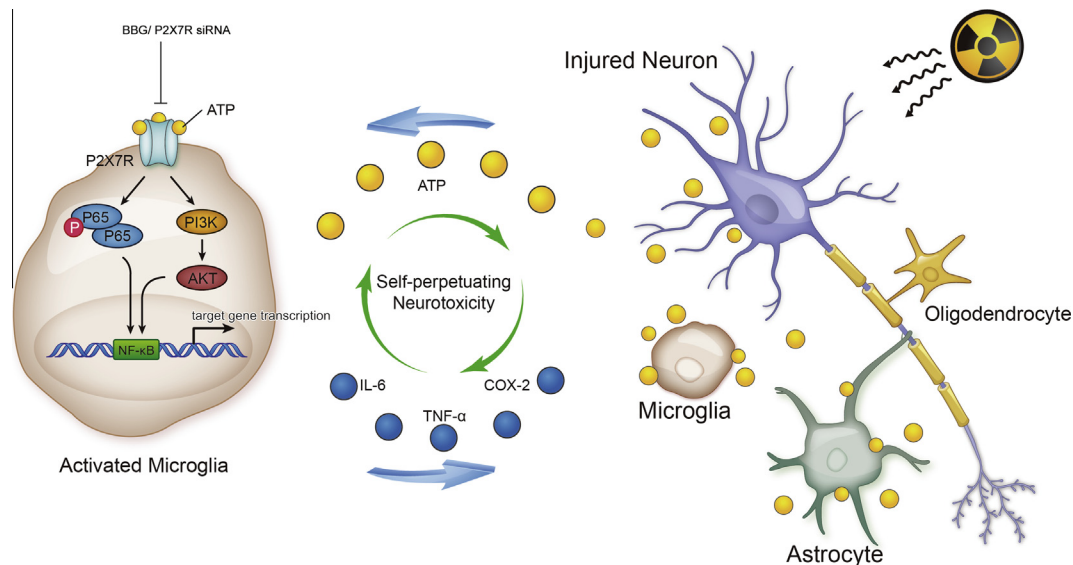 BBG/ P2X7R siRNA
ATP
P2X7R
P65
P
P65
PI3K
AKT
target gene transcription
NF-κB
Activated Microglia
ATP
Self-perpetuating
Neurotoxicity
IL-6
COX-2
TNF-α
Injured Neuron
Oligodendrocyte
Microglia
Astrocyte